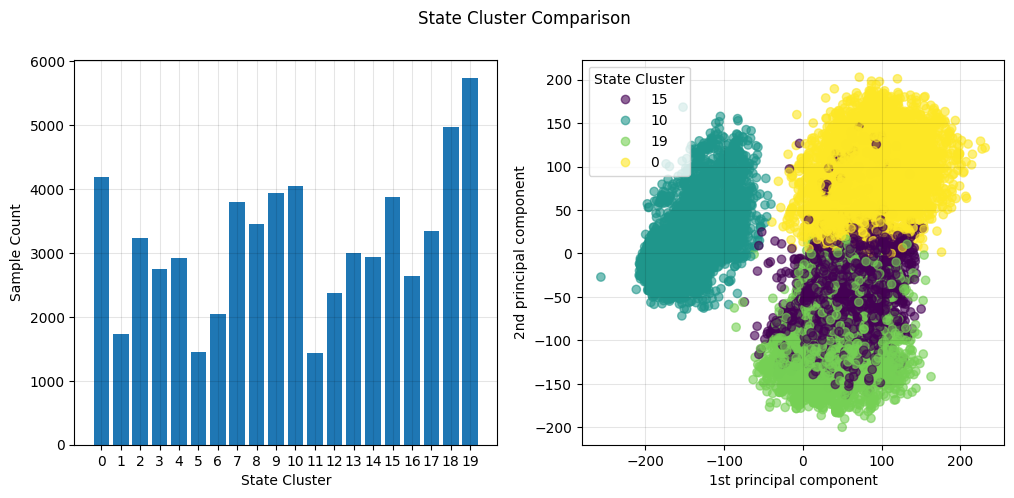 State Cluster Comparison
6000
5000
4000
3000
2000
1000
0
Sample Count
0 1 2 3 4 5 6 7 8 9 10 11 12 13 14 15 16 17 18 19
State Cluster
State Cluster
15
10
19
0
200
150
100
50
0
−50
−100
−150
−200
2nd principal component
−200 −100 0 100 200
1st principal component